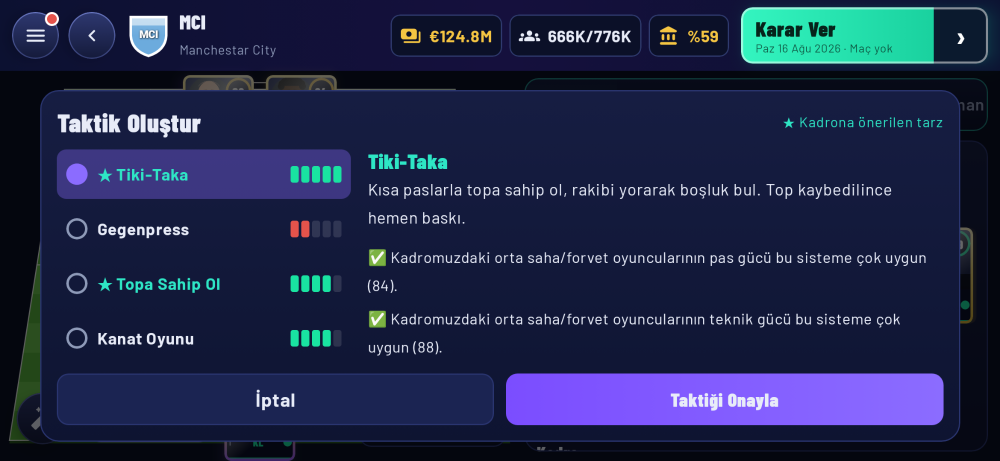 MCI
MCI
Manchestar City
€124.8M
666K/776K
%59
Karar Ver
Paz 16 Ağu 2026 · Maç yok
Taktik Oluştur
★ Kadrona önerilen tarz
★ Tiki-Taka
Gegenpress
★ Topa Sahip Ol
Kanat Oyunu
Tiki-Taka
Kısa paslarla topa sahip ol, rakibi yorarak boşluk bul. Top kaybedilince
hemen baskı.
✅ Kadromuzdaki orta saha/forvet oyuncularının pas gücü bu sisteme çok uygun
(84).
✅ Kadromuzdaki orta saha/forvet oyuncularının teknik gücü bu sisteme çok
uygun (88).
İptal
Taktiği Onayla
KL